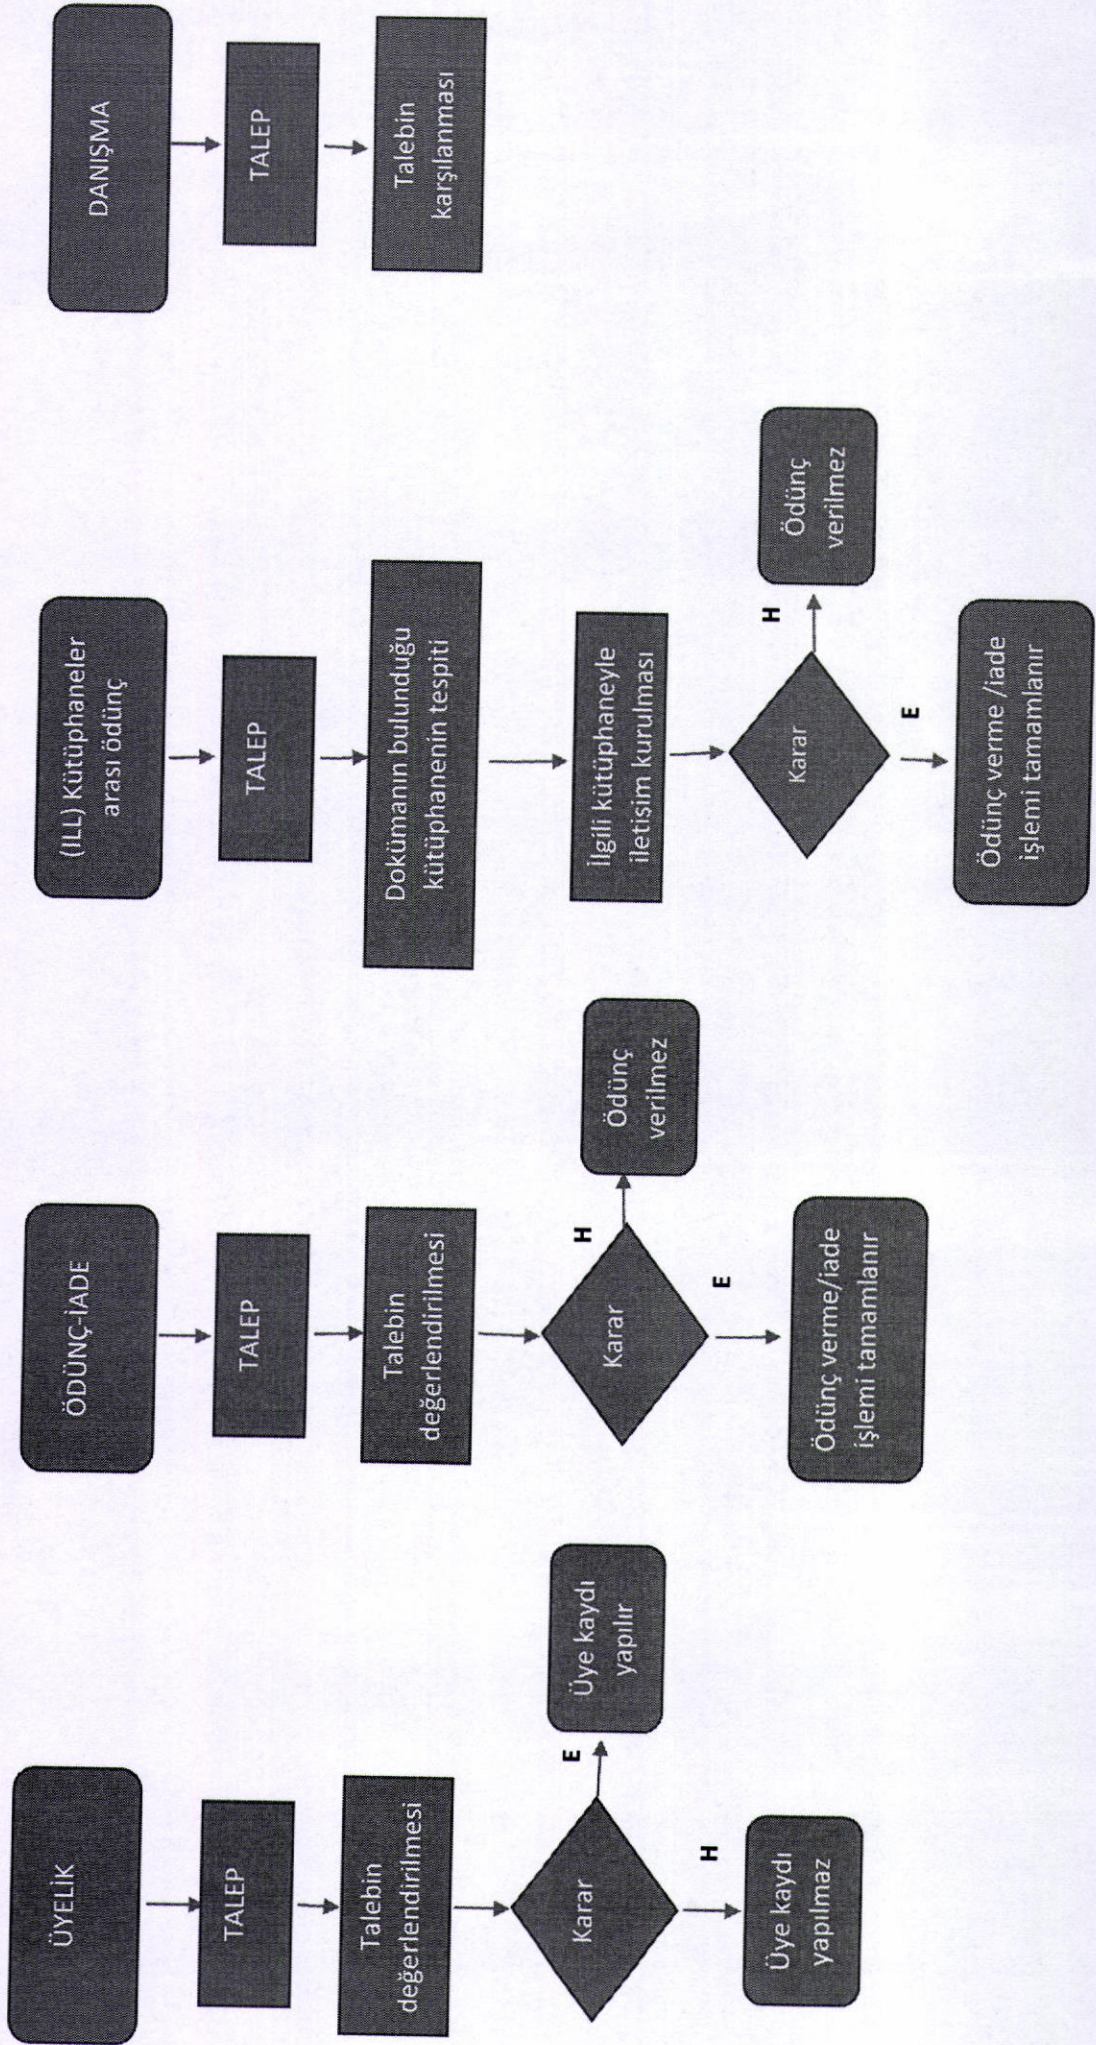 ÜYELİK
TALEP
Talebin
değerlendirilmesi
Karar
E
Üye kaydı
yapılır
H
Üye kaydı
yapılmaz
ÖDÜNÇ-İADE
TALEP
Talebin
değerlendirilmesi
Karar
H
Ödünç
verilmez
E
Ödünç verme/iade
işlemi tamamlanır
(ILL) Kütüphaneler
arası ödünç
TALEP
Dokümanın bulunduğu
kütüphanenin tespiti
İlgili kütüphaneyle
iletişim kurulması
Karar
H
Ödünç
verilmez
E
Ödünç verme /iade
işlemi tamamlanır
DANIŞMA
TALEP
Talebin
karşılanması